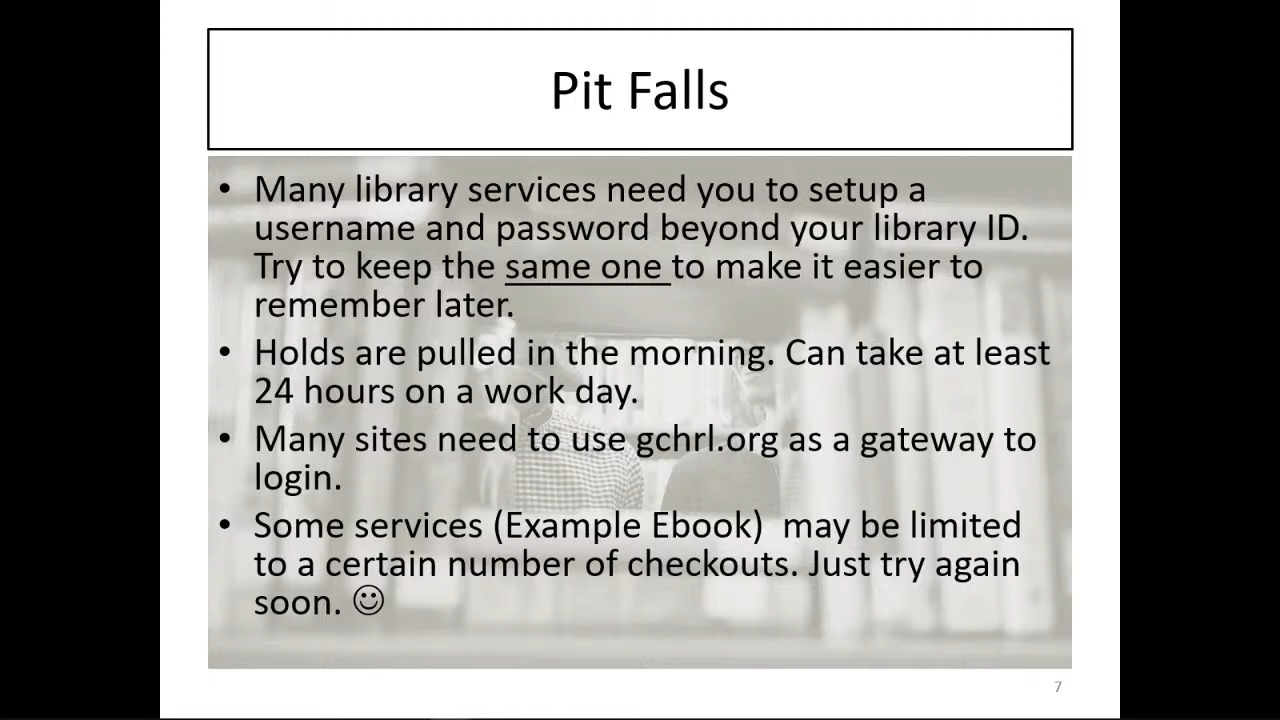 Pit Falls
• Many library services need you to setup a
username and password beyond your library ID.
Try to keep the same one to make it easier to
remember later.
• Holds are pulled in the morning. Can take at least
24 hours on a work day.
• Many sites need to use gchrl.org as a gateway to
login.
• Some services (Example Ebook)  may be limited
to a certain number of checkouts. Just try again
soon. ☺
7